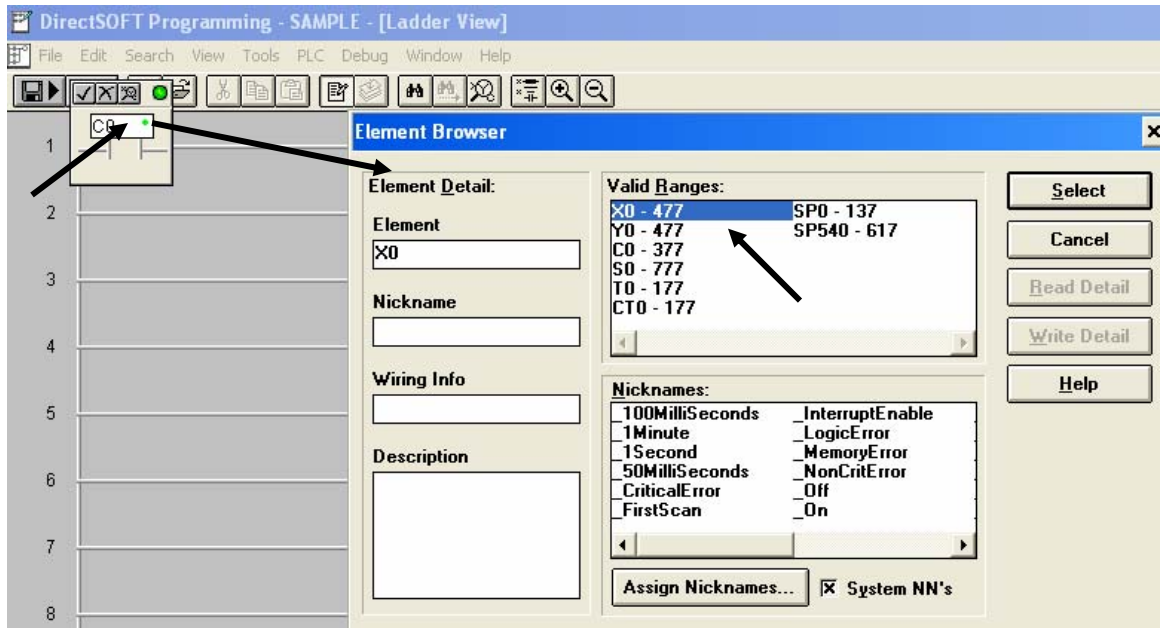 DirectSOFT Programming - SAMPLE - [Ladder View]
File Edit Search View Tools PLC Debug Window Help
C0
1
2
3
4
5
6
7
8
Element Browser
Element Detail:
Element
X0
Nickname
Wiring Info
Description
Valid Ranges:
X0 - 477 SP0 - 137
Y0 - 477 SP540 - 617
C0 - 377
S0 - 777
T0 - 177
CT0 - 177
Nicknames:
_100MilliSeconds _InterruptEnable
_1Minute _LogicError
_1Second _MemoryError
_50MilliSeconds _NonCritError
_CriticalError _Off
_FirstScan _On
Assign Nicknames... System NN's
Select
Cancel
Read Detail
Write Detail
Help